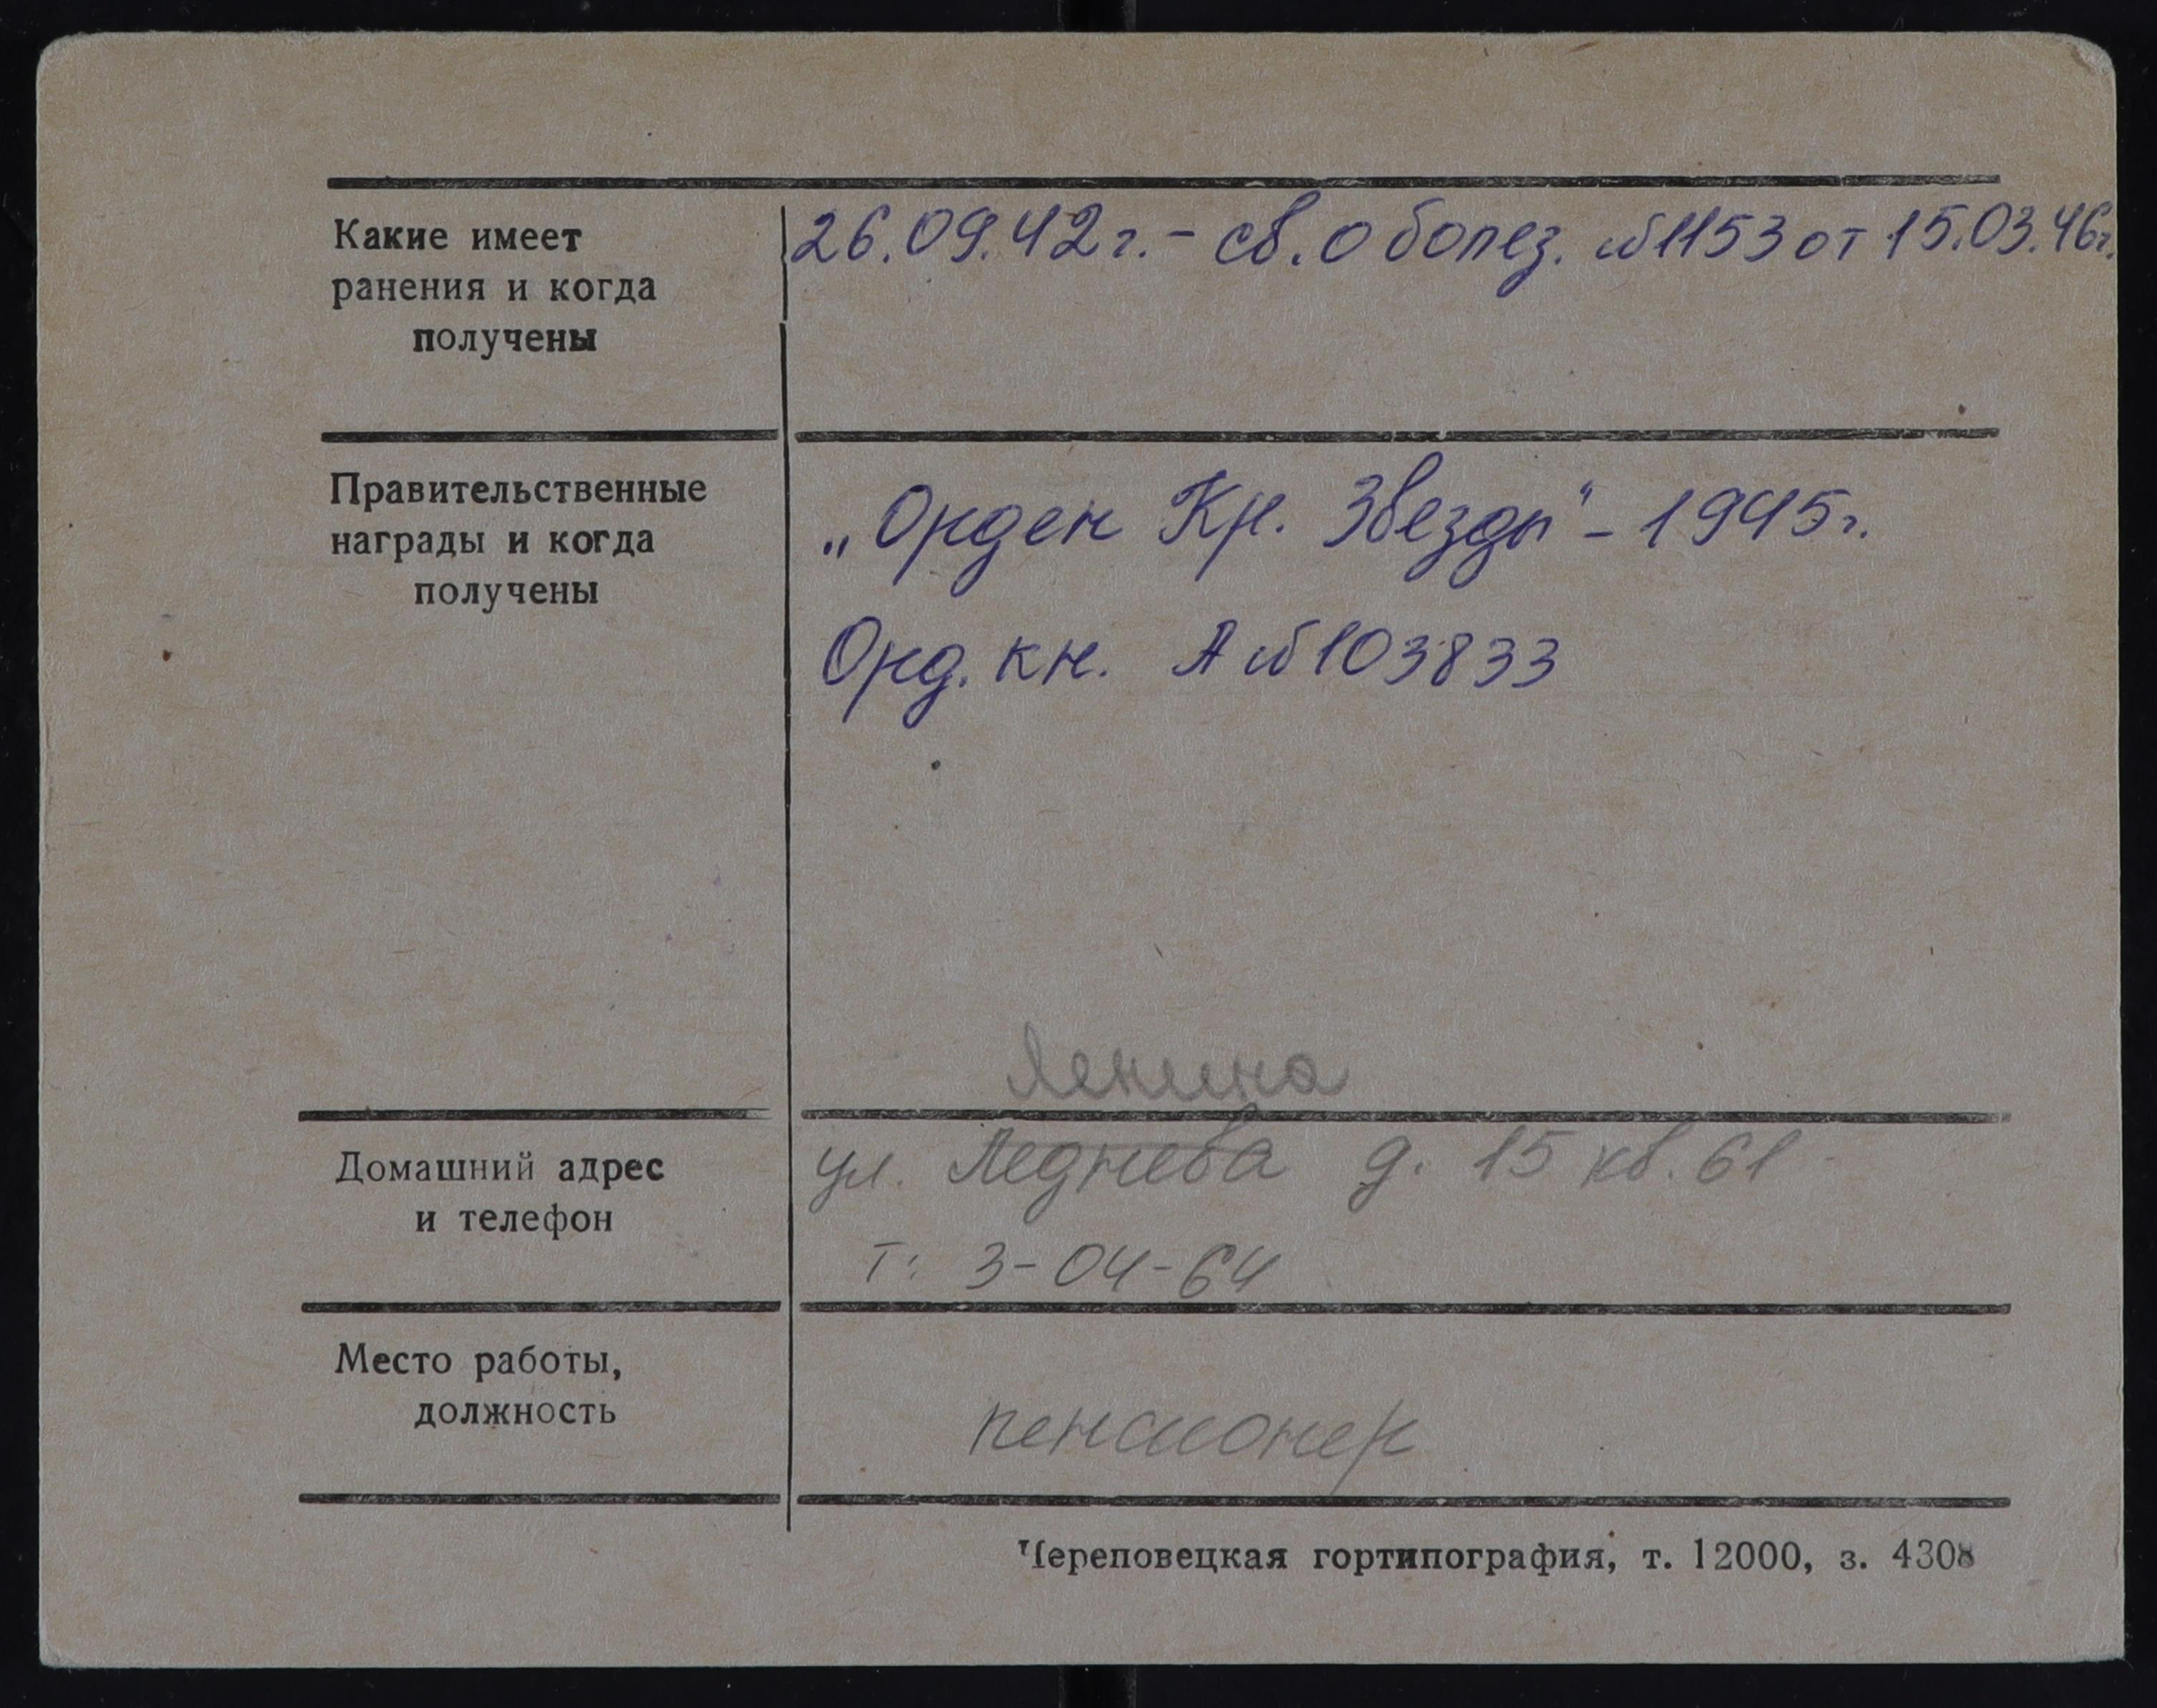 Какие имеет
ранения и когда
получены
26.09.42г. - св. о болез. №1153 от 15.03.46г.
Правительственные
награды и когда
получены
„Орден Кр. Звезды" - 1945г.
Орд. кн. А №103833
Ленина
Домашний адрес
и телефон
ул. Леднева д. 15 кв. 61
т: 3-04-64
Место работы,
должность
пенсионер
Череповецкая гортипография, т. 12000, з. 4308